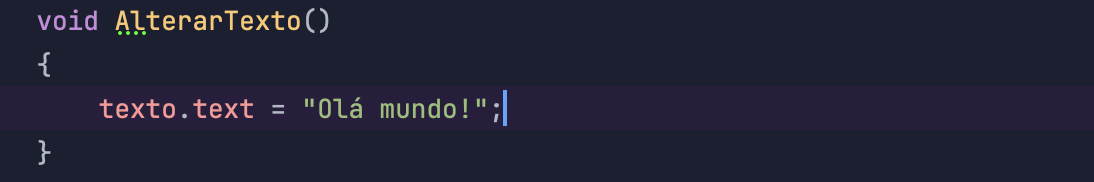 void AlterarTexto()
{
    texto.text = "Olá mundo!";
}